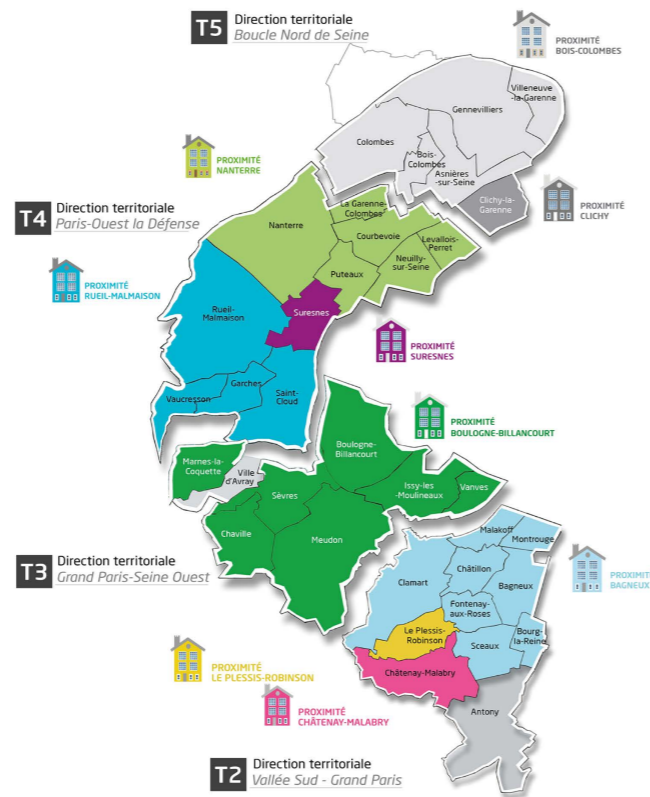 T5 Direction territoriale
Boucle Nord de Seine
PROXIMITÉ
BOIS-COLOMBES
Villeneuve
-la-Garenne
Gennevilliers
Colombes
Bois-
Colombes
Asnières
-sur-Seine
PROXIMITÉ
NANTERRE
Clichy-la
-Garenne
PROXIMITÉ
CLICHY
T4 Direction territoriale
Paris-Ouest la Défense
La Garenne-
Colombes
Nanterre
Courbevoie
Levallois-
Perret
Neuilly-
sur-Seine
Puteaux
PROXIMITÉ
RUEIL-MALMAISON
Rueil-
Malmaison
Suresnes
PROXIMITÉ
SURESNES
Garches
Vaucresson
Saint-
Cloud
PROXIMITÉ
BOULOGNE-BILLANCOURT
Boulogne-
Billancourt
Marnes-la-
Coquette
Ville
d'Avray
Sèvres
Issy-les
-Moulineaux
Vanves
Chaville
Meudon
T3 Direction territoriale
Grand Paris-Seine Ouest
Malakoff
Montrouge
Châtillon
Clamart
Bagneux
PROXIMITÉ
BAGNEUX
Fontenay-
aux-Roses
Le Plessis-
Robinson
Bourg-
la-Reine
Sceaux
PROXIMITÉ
LE PLESSIS-ROBINSON
Châtenay-Malabry
PROXIMITÉ
CHÂTENAY-MALABRY
Antony
T2 Direction territoriale
Vallée Sud - Grand Paris